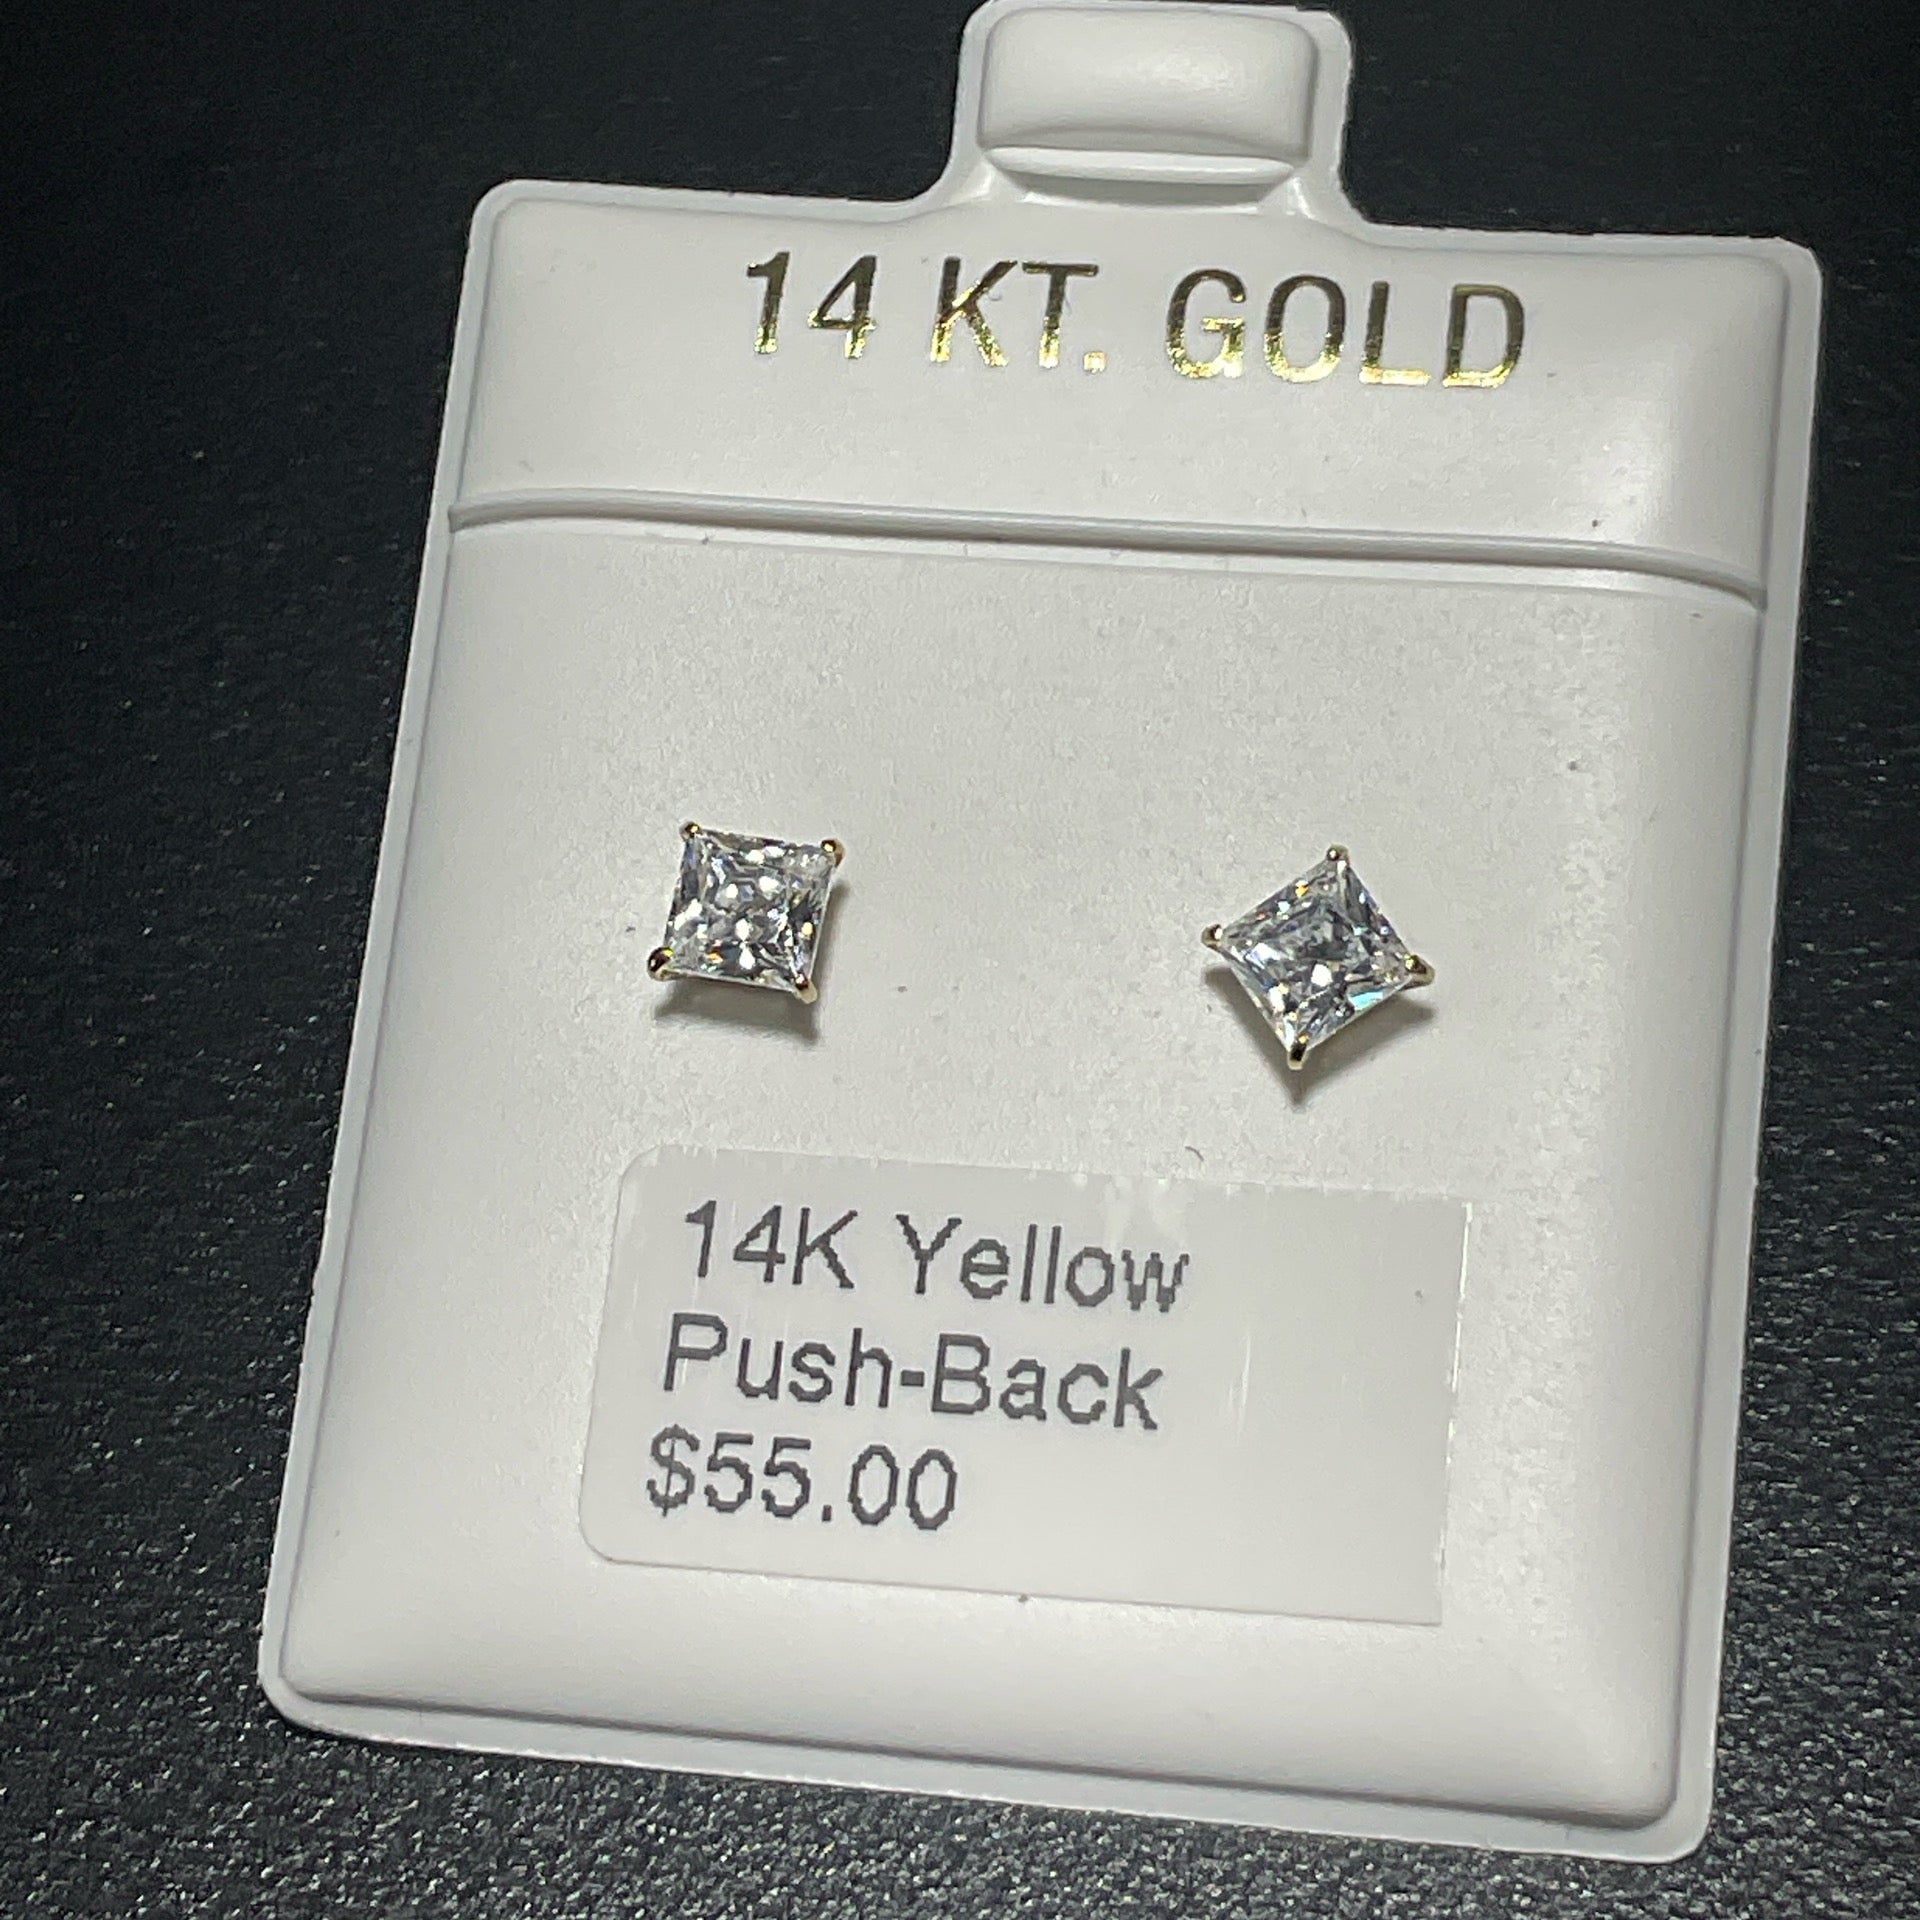 14 KT. GOLD
14K Yellow
Push-Back
$55.00